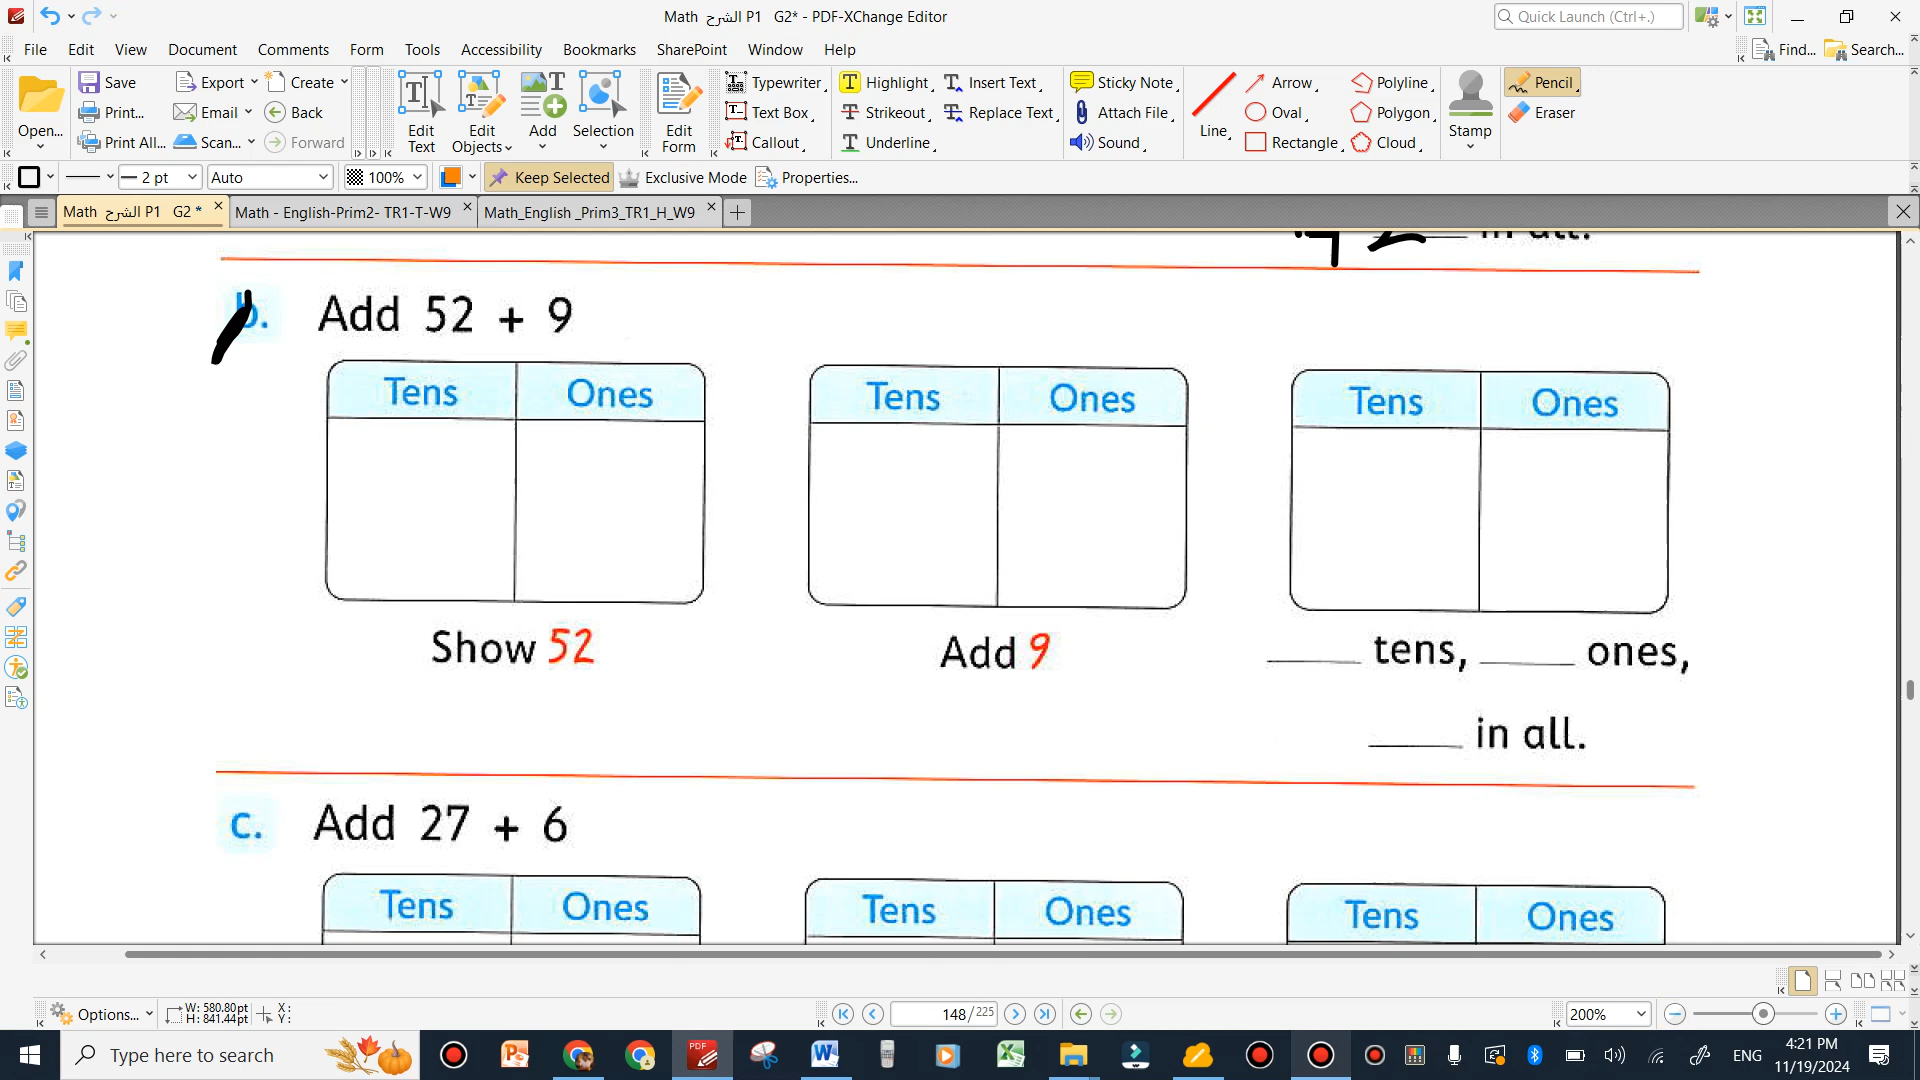 Math الشرح P1 G2* - PDF-XChange Editor
Quick Launch (Ctrl+.)
File Edit View Document Comments Form Tools Accessibility Bookmarks SharePoint Window Help
Find... Search...
Open... Save Print... Print All... Export Email Scan... Create Back Forward
Edit Text Edit Objects Add Selection Edit Form
Typewriter Text Box Callout Highlight Strikeout Underline Insert Text Replace Text
Sticky Note Attach File Sound Line Arrow Oval Rectangle Polyline Polygon Cloud Stamp Pencil Eraser
2 pt Auto 100% Keep Selected Exclusive Mode Properties...
Math الشرح P1 G2 * Math - English-Prim2- TR1-T-W9 Math_English _Prim3_TR1_H_W9
in all.
b. Add 52 + 9
Tens Ones Tens Ones Tens Ones
Show 52 Add 9 ____ tens, ____ ones,
____ in all.
c. Add 27 + 6
Tens Ones Tens Ones Tens Ones
Options... W: 580.80pt H: 841.44pt X: Y: 148 / 225 200%
Type here to search
ENG 4:21 PM
11/19/2024